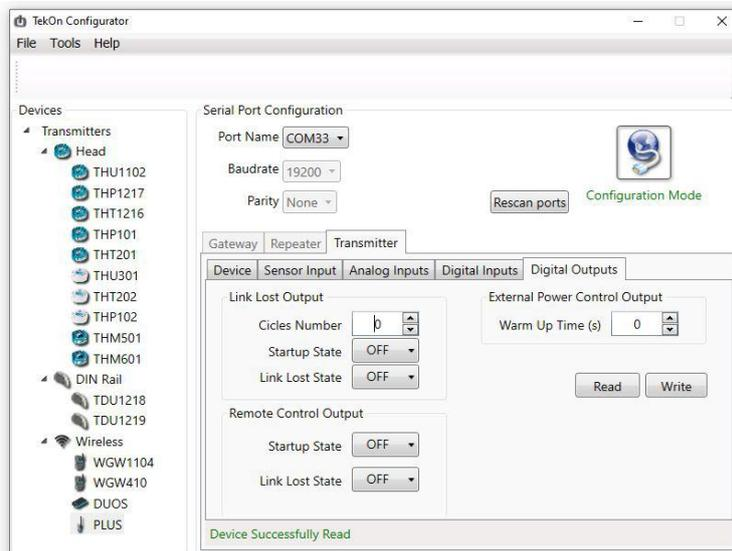 TekOn Configurator
File Tools Help
Devices
Transmitters
Head
THU1102
THP1217
THT1216
THP101
THT201
THU301
THT202
THP102
THM501
THM601
DIN Rail
TDU1218
TDU1219
Wireless
WGW1104
WGW410
DUOS
PLUS
Serial Port Configuration
Port Name COM33
Baudrate 19200
Parity None
Rescan ports
Configuration Mode
Gateway Repeater Transmitter
Device Sensor Input Analog Inputs Digital Inputs Digital Outputs
Link Lost Output
Cicles Number 0
Startup State OFF
Link Lost State OFF
External Power Control Output
Warm Up Time (s) 0
Read Write
Remote Control Output
Startup State OFF
Link Lost State OFF
Device Successfully Read